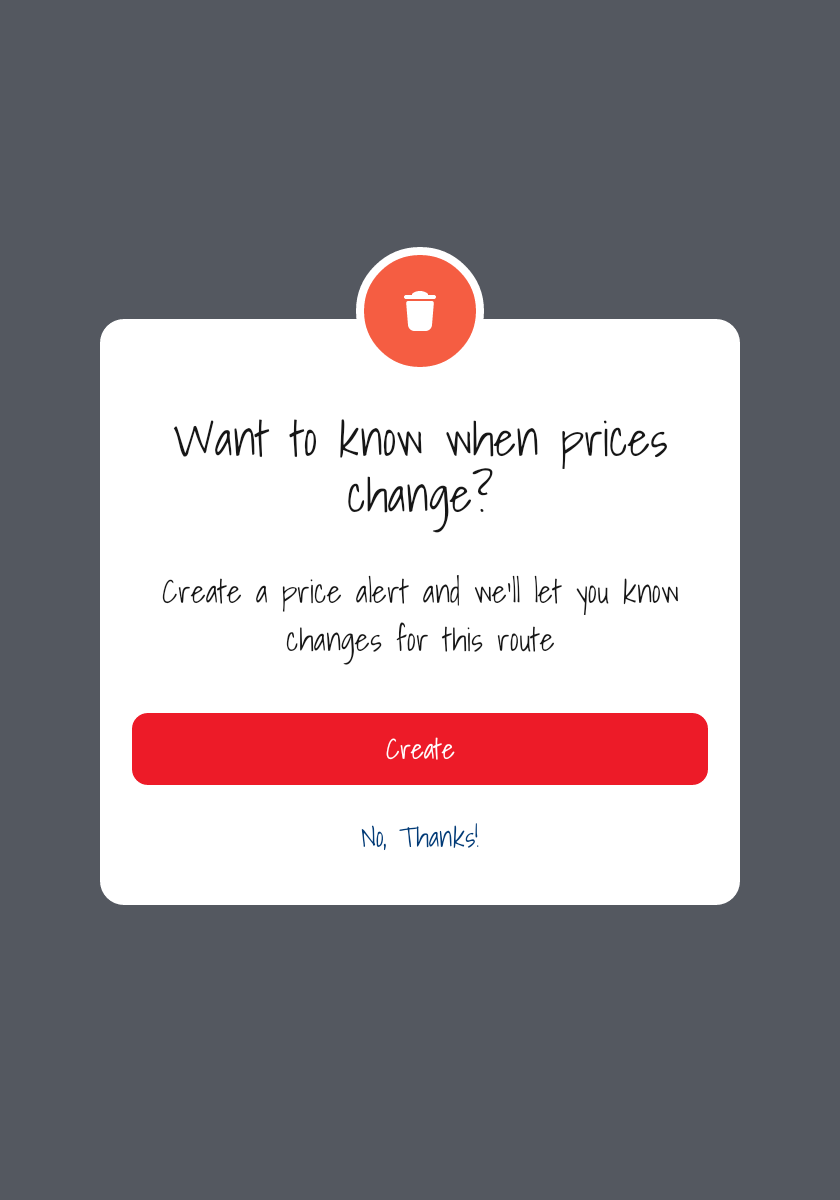 Want to know when prices
change?
Create a price alert and we'll let you know
changes for this route
Create
No, Thanks!